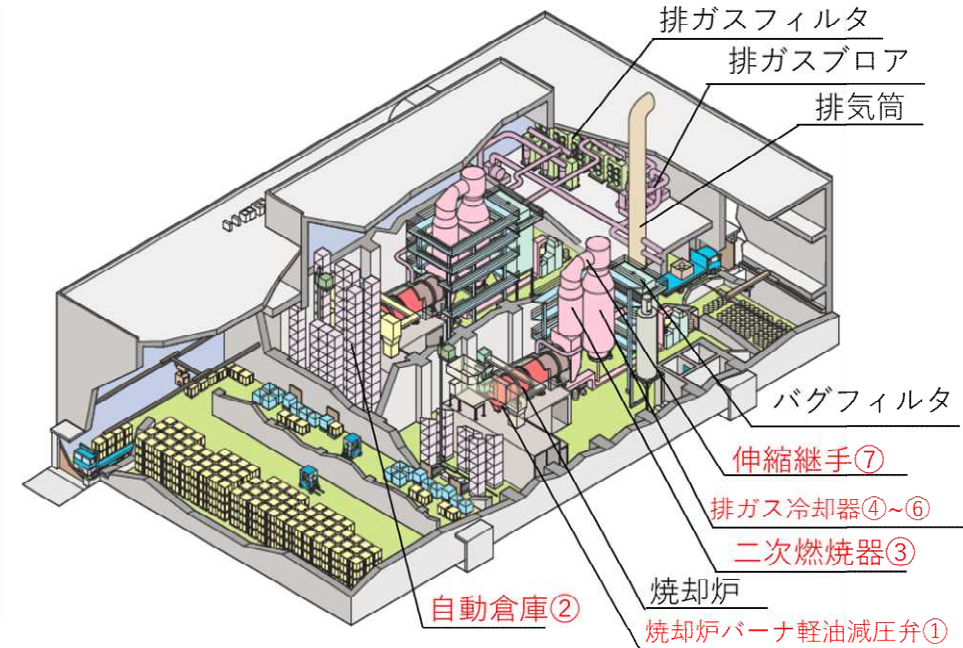 排ガスフィルタ
排ガスブロア
排気筒
バグフィルタ
伸縮継手⑦
排ガス冷却器④~⑥
二次燃焼器③
焼却炉
自動倉庫②
焼却炉バーナ軽油減圧弁①